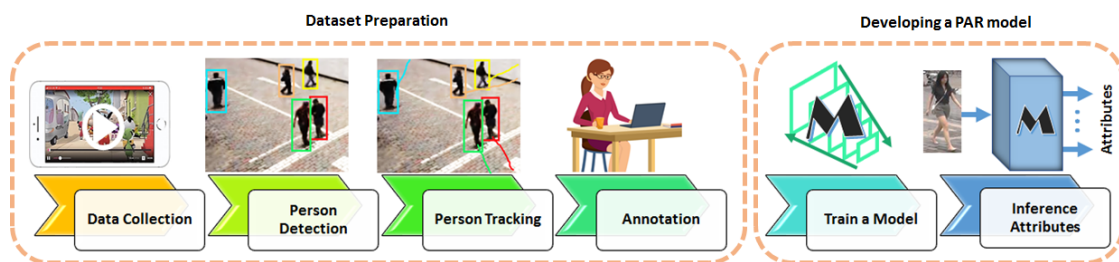 Dataset Preparation
Developing a PAR model
Data Collection
Person
Detection
Person Tracking
Annotation
M
Train a Model
M
Attributes
Inference
Attributes